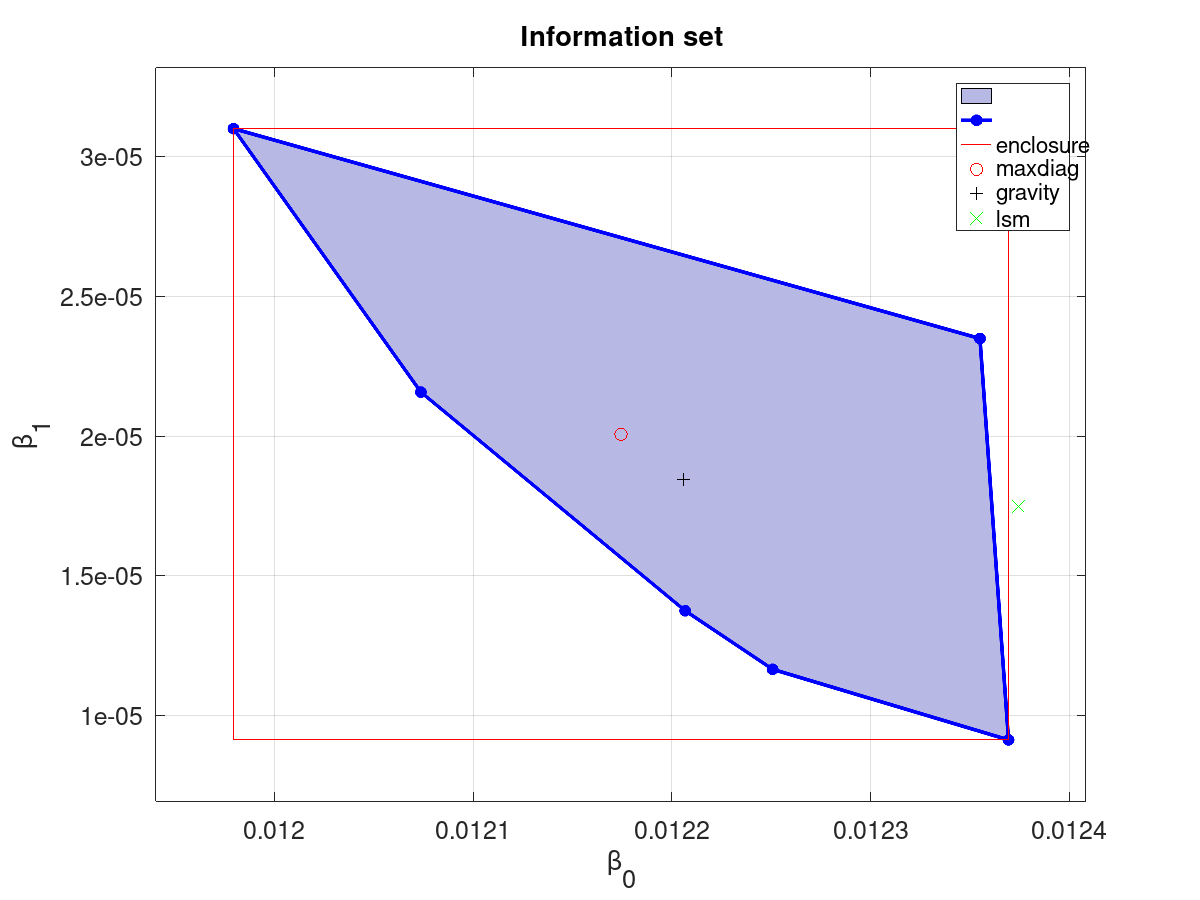 Information set
enclosure
maxdiag
gravity
lsm
3e-05
2.5e-05
2e-05
1.5e-05
1e-05
β1
0.012
0.0121
0.0122
0.0123
0.0124
β0